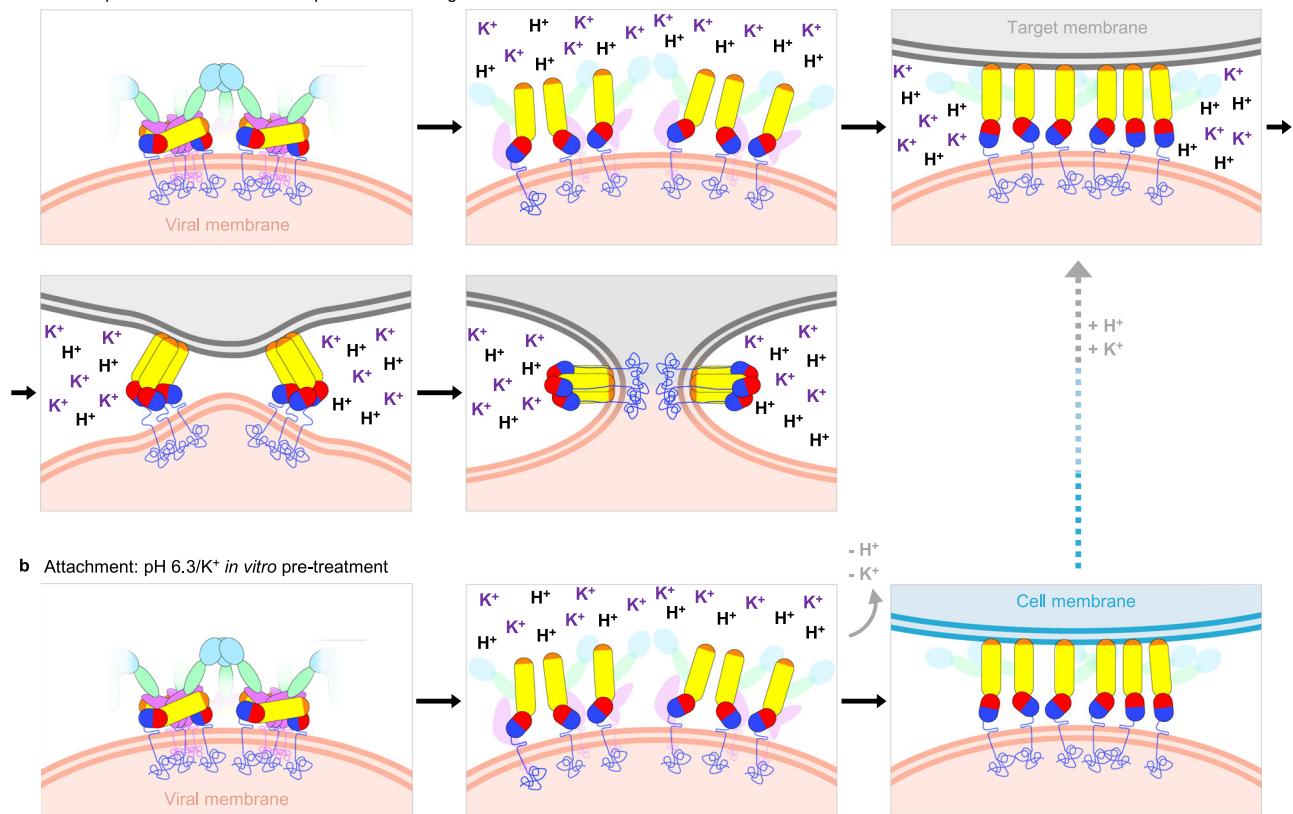 K⁺ K⁺ K⁺ K⁺ K⁺ K⁺ K⁺
H⁺ H⁺ H⁺
K⁺ K⁺ K⁺ H⁺
H⁺ H⁺ H⁺
Viral membrane
Target membrane
K⁺ K⁺
H⁺ H⁺ H⁺
K⁺ H⁺
K⁺ K⁺ K⁺
H⁺ H⁺ H⁺
K⁺ K⁺ K⁺ K⁺
H⁺ H⁺ H⁺ H⁺
K⁺ K⁺
K⁺ K⁺ H⁺ K⁺
H⁺ H⁺
K⁺ K⁺ K⁺ K⁺
H⁺ H⁺ H⁺
K⁺ H⁺ K⁺
K⁺ K⁺
K⁺ H⁺ K⁺
H⁺ H⁺
H⁺
+ H⁺
+ K⁺
b Attachment: pH 6.3/K⁺ in vitro pre-treatment
- H⁺
- K⁺
K⁺ H⁺ K⁺ K⁺ K⁺ K⁺ H⁺ K⁺
H⁺ K⁺ K⁺ H⁺
K⁺ H⁺ H⁺
H⁺
Viral membrane
Cell membrane